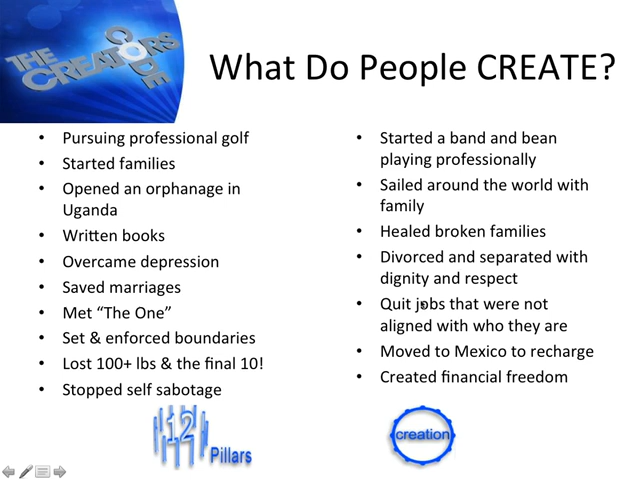 THE
CREATORS
CODE
What Do People CREATE?
• Pursuing professional golf
• Started families
• Opened an orphanage in
Uganda
• Written books
• Overcame depression
• Saved marriages
• Met “The One”
• Set & enforced boundaries
• Lost 100+ lbs & the final 10!
• Stopped self sabotage
• Started a band and bean
playing professionally
• Sailed around the world with
family
• Healed broken families
• Divorced and separated with
dignity and respect
• Quit jobs that were not
aligned with who they are
• Moved to Mexico to recharge
• Created financial freedom
12
Pillars
creation